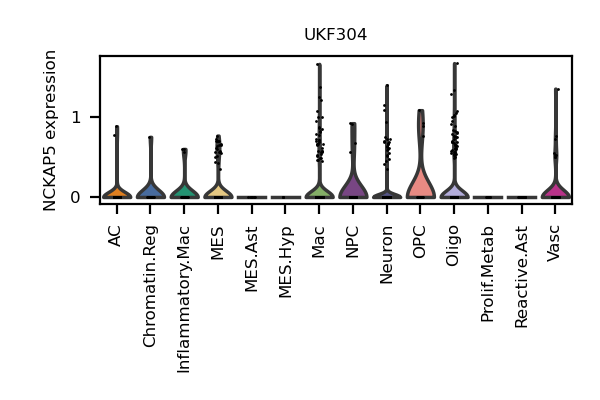 UKF304
NCKAP5 expression
1
0
AC
Chromatin.Reg
Inflammatory.Mac
MES
MES.Ast
MES.Hyp
Mac
NPC
Neuron
OPC
Oligo
Prolif.Metab
Reactive.Ast
Vasc